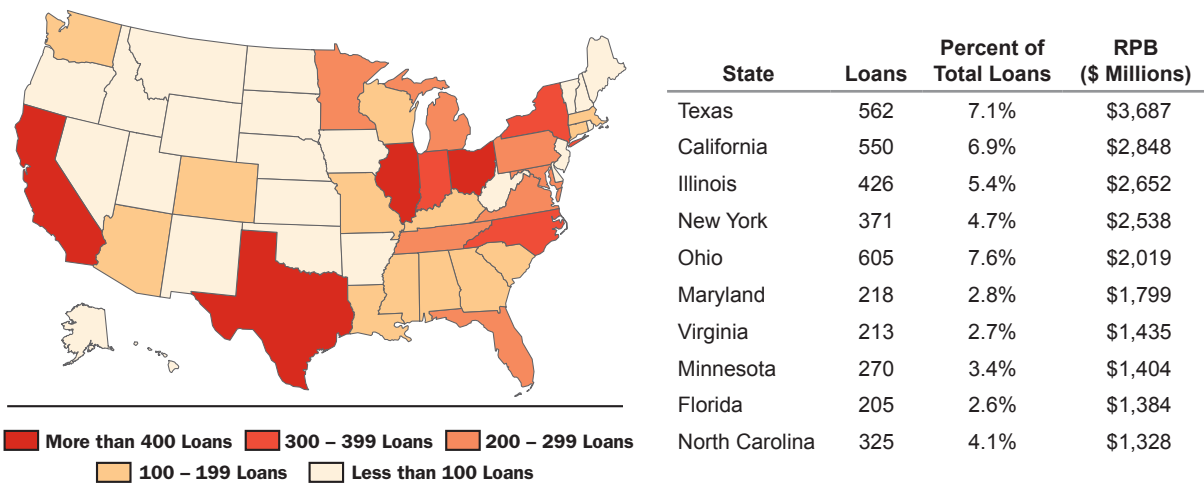 State Loans Percent of Total Loans RPB ($ Millions)
Texas 562 7.1% $3,687
California 550 6.9% $2,848
Illinois 426 5.4% $2,652
New York 371 4.7% $2,538
Ohio 605 7.6% $2,019
Maryland 218 2.8% $1,799
Virginia 213 2.7% $1,435
Minnesota 270 3.4% $1,404
Florida 205 2.6% $1,384
North Carolina 325 4.1% $1,328
More than 400 Loans 300 – 399 Loans 200 – 299 Loans
100 – 199 Loans Less than 100 Loans